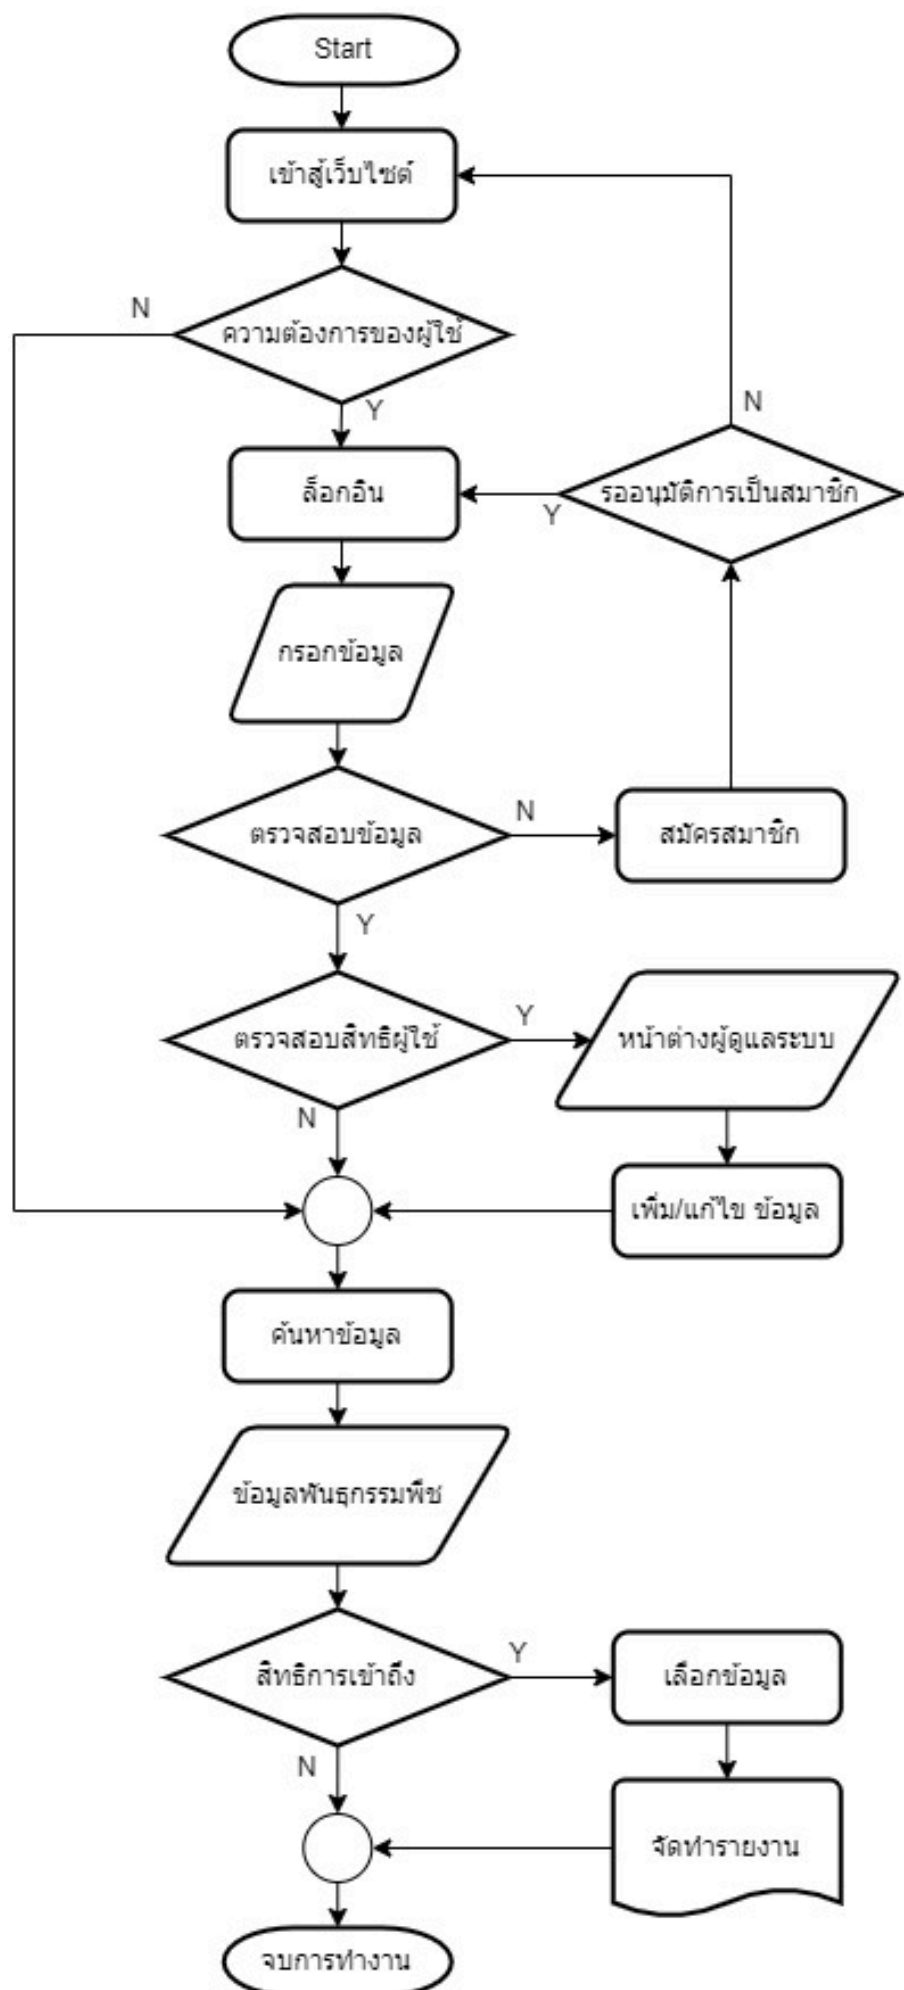 Start
เข้าสู้เว็บไซต์
N
ความต้องการของผู้ใช้
Y
N
ล็อกอิน
รออนุมัติการเป็นสมาชิก
Y
กรอกข้อมูล
ตรวจสอบข้อมูล
N
สมัครสมาชิก
Y
ตรวจสอบสิทธิผู้ใช้
Y
หน้าต่างผู้ดูแลระบบ
N
เพิ่ม/แก้ไข ข้อมูล
ค้นหาข้อมูล
ข้อมูลพันธุกรรมพืช
สิทธิการเข้าถึง
Y
เลือกข้อมูล
N
จัดทำรายงาน
จบการทำงาน